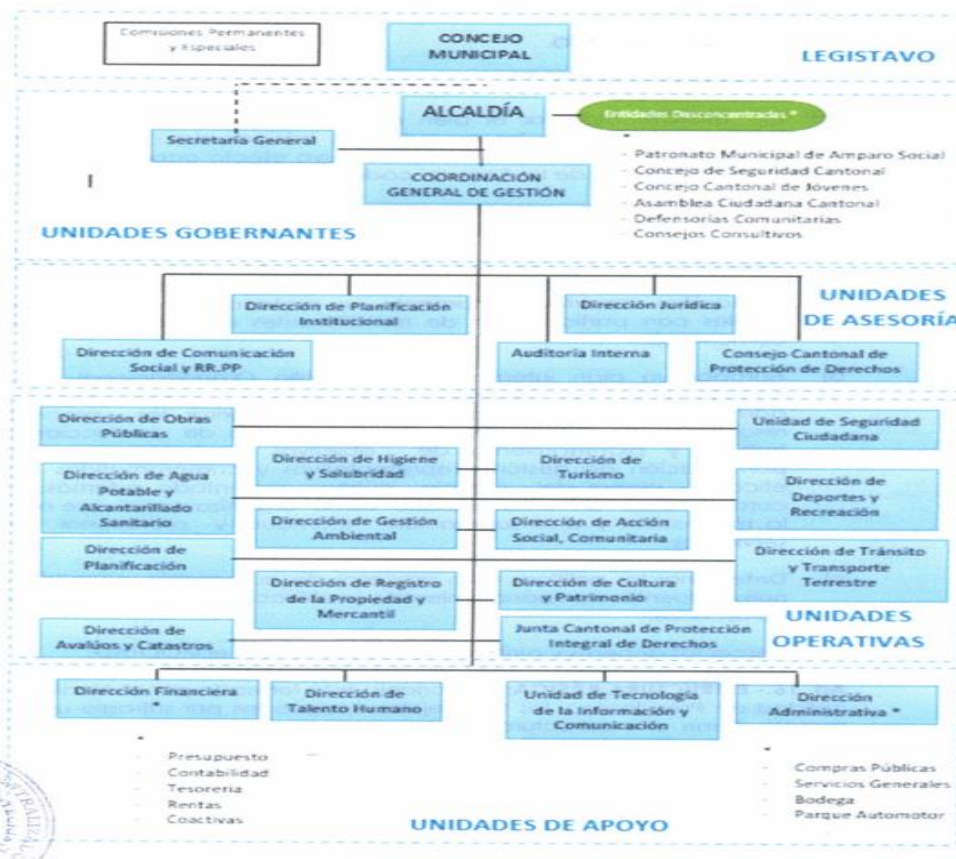 Comisiones Permanentes
y Especiales
CONCEJO
MUNICIPAL
LEGISTAVO
ALCALDÍA
Entidades Desconcentradas *
Secretaría General
*
- Patronato Municipal de Amparo Social
- Concejo de Seguridad Cantonal
- Concejo Cantonal de Jóvenes
- Asamblea Ciudadana Cantonal
- Defensorías Comunitarias
- Consejos Consultivos
COORDINACIÓN
GENERAL DE GESTIÓN
UNIDADES GOBERNANTES
UNIDADES
DE ASESORÍA
Dirección de Planificación
Institucional
Dirección Jurídica
Dirección de Comunicación
Social y RR.PP
Auditoría Interna
Consejo Cantonal de
Protección de Derechos
Dirección de Obras
Públicas
Unidad de Seguridad
Ciudadana
Dirección de Higiene
y Salubridad
Dirección de
Turismo
Dirección de Agua
Potable y
Alcantarillado
Sanitario
Dirección de
Deportes y
Recreación
Dirección de Gestión
Ambiental
Dirección de Acción
Social, Comunitaria
Dirección de
Planificación
Dirección de Tránsito
y Transporte
Terrestre
Dirección de Registro
de la Propiedad y
Mercantil
Dirección de Cultura
y Patrimonio
UNIDADES
OPERATIVAS
Dirección de
Avalúos y Catastros
Junta Cantonal de Protección
Integral de Derechos
Dirección Financiera
*
Dirección de
Talento Humano
Unidad de Tecnología
de la Información y
Comunicación
Dirección
Administrativa *
*
- Presupuesto
- Contabilidad
- Tesorería
- Rentas
- Coactivas
*
- Compras Públicas
- Servicios Generales
- Bodega
- Parque Automotor
UNIDADES DE APOYO